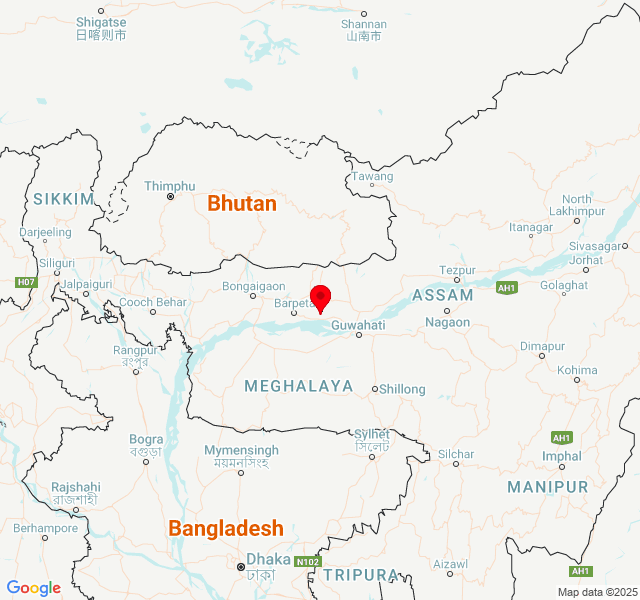 Shigatse
日喀则市
Shannan
山南市
Tawang
Thimphu
SIKKIM
Bhutan
North
Lakhimpur
Itanagar
Darjeeling
Sivasagar
Siliguri
Jorhat
Tezpur
H07
Jalpaiguri
Bongaigaon
ASSAM
AH1
Golaghat
Cooch Behar
Barpeta
Guwahati
Nagaon
Rangpur
রংপুর
Dimapur
Kohima
MEGHALAYA
Shillong
Bogra
বগুড়া
Mymensingh
ময়মনসিংহ
Sylhet
সিলেট
AH1
Silchar
Imphal
Rajshahi
রাজশাহী
MANIPUR
Berhampore
Bangladesh
Dhaka
ঢাকা
N102
TRIPURA
Aizawl
AH1
Google
Map data ©2025